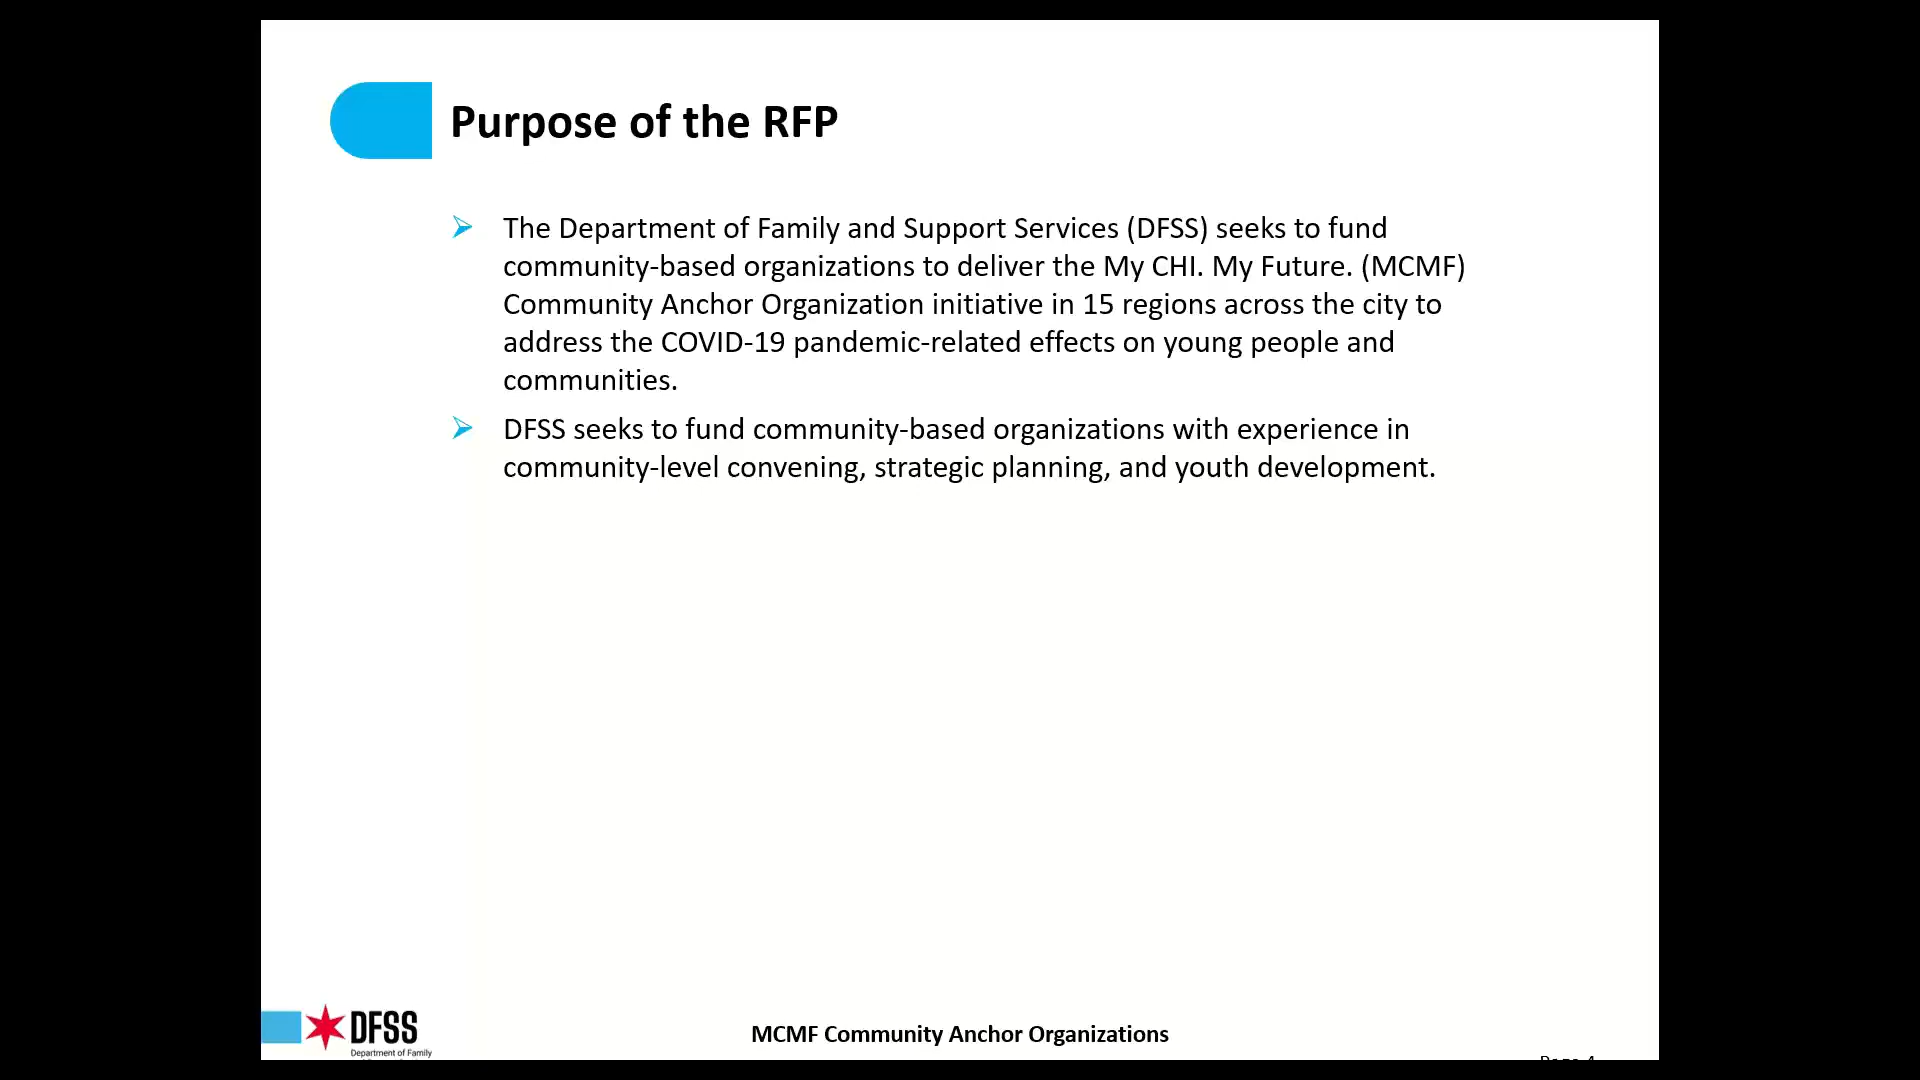 Purpose of the RFP
The Department of Family and Support Services (DFSS) seeks to fund
community-based organizations to deliver the My CHI. My Future. (MCMF)
Community Anchor Organization initiative in 15 regions across the city to
address the COVID-19 pandemic-related effects on young people and
communities.
DFSS seeks to fund community-based organizations with experience in
community-level convening, strategic planning, and youth development.
DFSS
Department of Family
MCMF Community Anchor Organizations